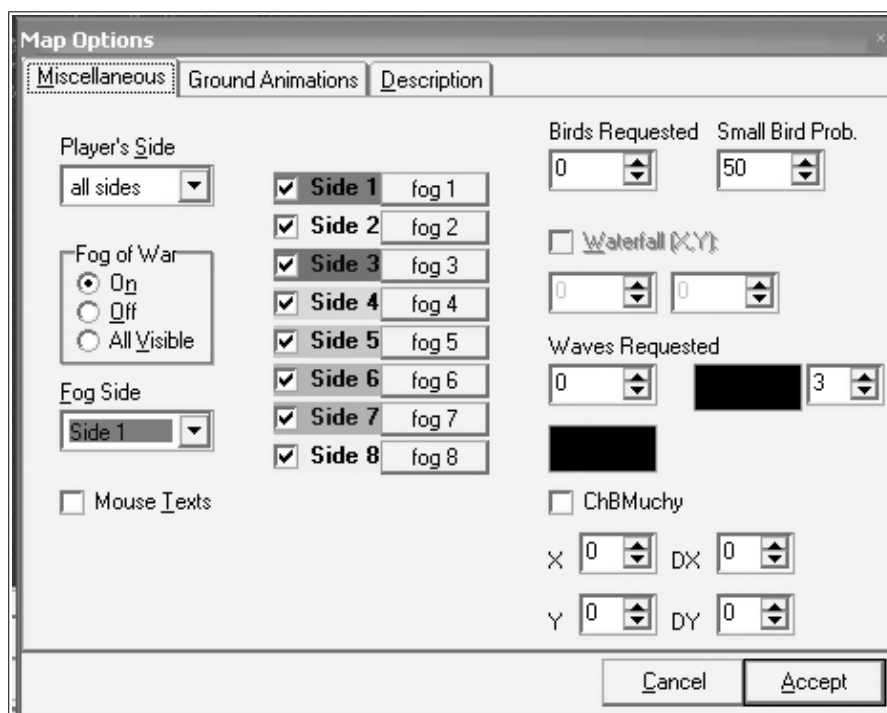 Map Options
Miscellaneous
Ground Animations
Description
Player's Side
all sides
Fog of War
On
Off
All Visible
Fog Side
Side 1
Mouse Texts
Side 1 fog 1
Side 2 fog 2
Side 3 fog 3
Side 4 fog 4
Side 5 fog 5
Side 6 fog 6
Side 7 fog 7
Side 8 fog 8
Birds Requested Small Bird Prob.
0 50
Waterfall (X,Y):
0 0
Waves Requested
0 3
ChBMuchy
X 0 DX 0
Y 0 DY 0
Cancel Accept